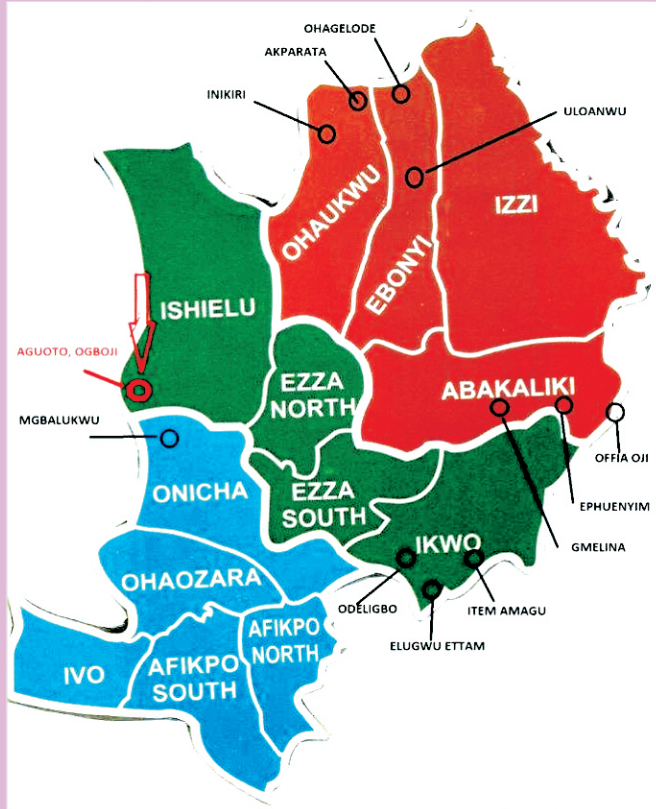 OHAGELODE
AKPARATA
INIKIRI
ULOANWU
IZZI
OHAUKWU
EBONYI
ISHIELU
AGUOTO, OGBOJI
EZZA
NORTH
ABAKALIKI
MGBALUKWU
OFFIA OJI
ONICHA
EZZA
SOUTH
EPHUENYIM
IKWO
GMELINA
OHAOZARA
ODELIGBO
ITEM AMAGU
ELUGWU ETTAM
AFIKPO
NORTH
IVO
AFIKPO
SOUTH